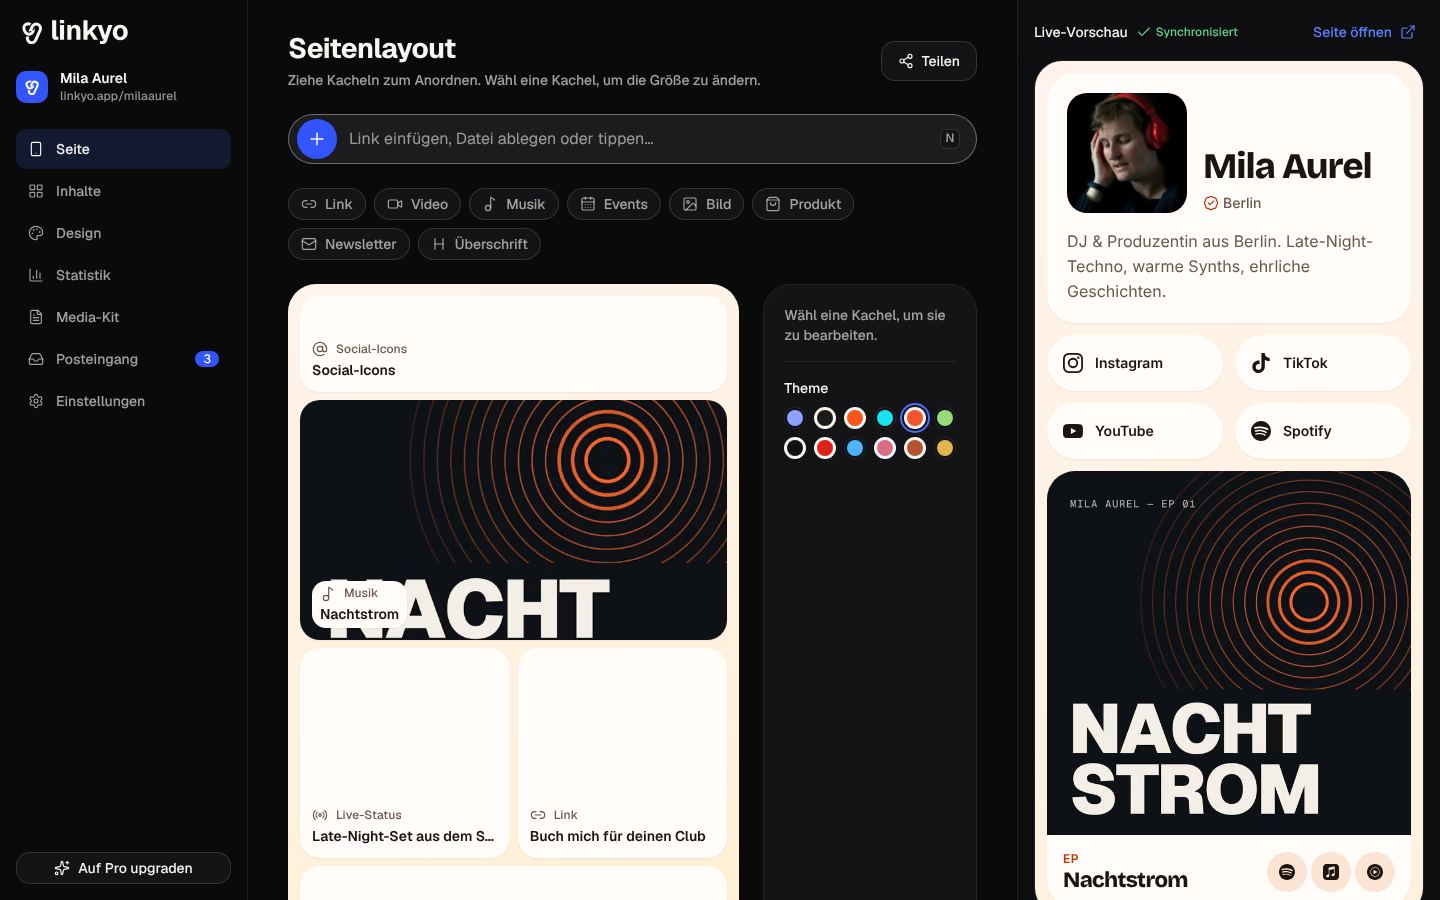 linkyo
Mila Aurel
linkyo.app/milaaurel
Seite
Inhalte
Design
Statistik
Media-Kit
Posteingang 3
Einstellungen
Auf Pro upgraden
Seitenlayout
Ziehe Kacheln zum Anordnen. Wähl eine Kachel, um die Größe zu ändern.
Teilen
Link einfügen, Datei ablegen oder tippen... N
Link Video Musik Events Bild Produkt
Newsletter Überschrift
Social-Icons
Social-Icons
NACHT
Musik
Nachtstrom
Live-Status
Late-Night-Set aus dem S...
Link
Buch mich für deinen Club
Wähl eine Kachel, um sie
zu bearbeiten.
Theme
Live-Vorschau Synchronisiert Seite öffnen
Mila Aurel
Berlin
DJ & Produzentin aus Berlin. Late-Night-
Techno, warme Synths, ehrliche
Geschichten.
Instagram TikTok
YouTube Spotify
MILA AUREL — EP 01
NACHT
STROM
EP
Nachtstrom